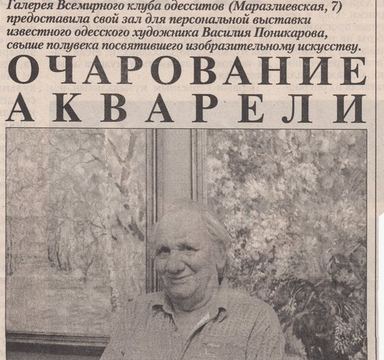 Галерея Всемирного клуба одесситов (Маразлиевская, 7)
предоставила свой зал для персональной выставки
известного одесского художника Василия Поникарова,
свыше полувека посвятившего изобразительному искусству.
ОЧАРОВАНИЕ
АКВАРЕЛИ